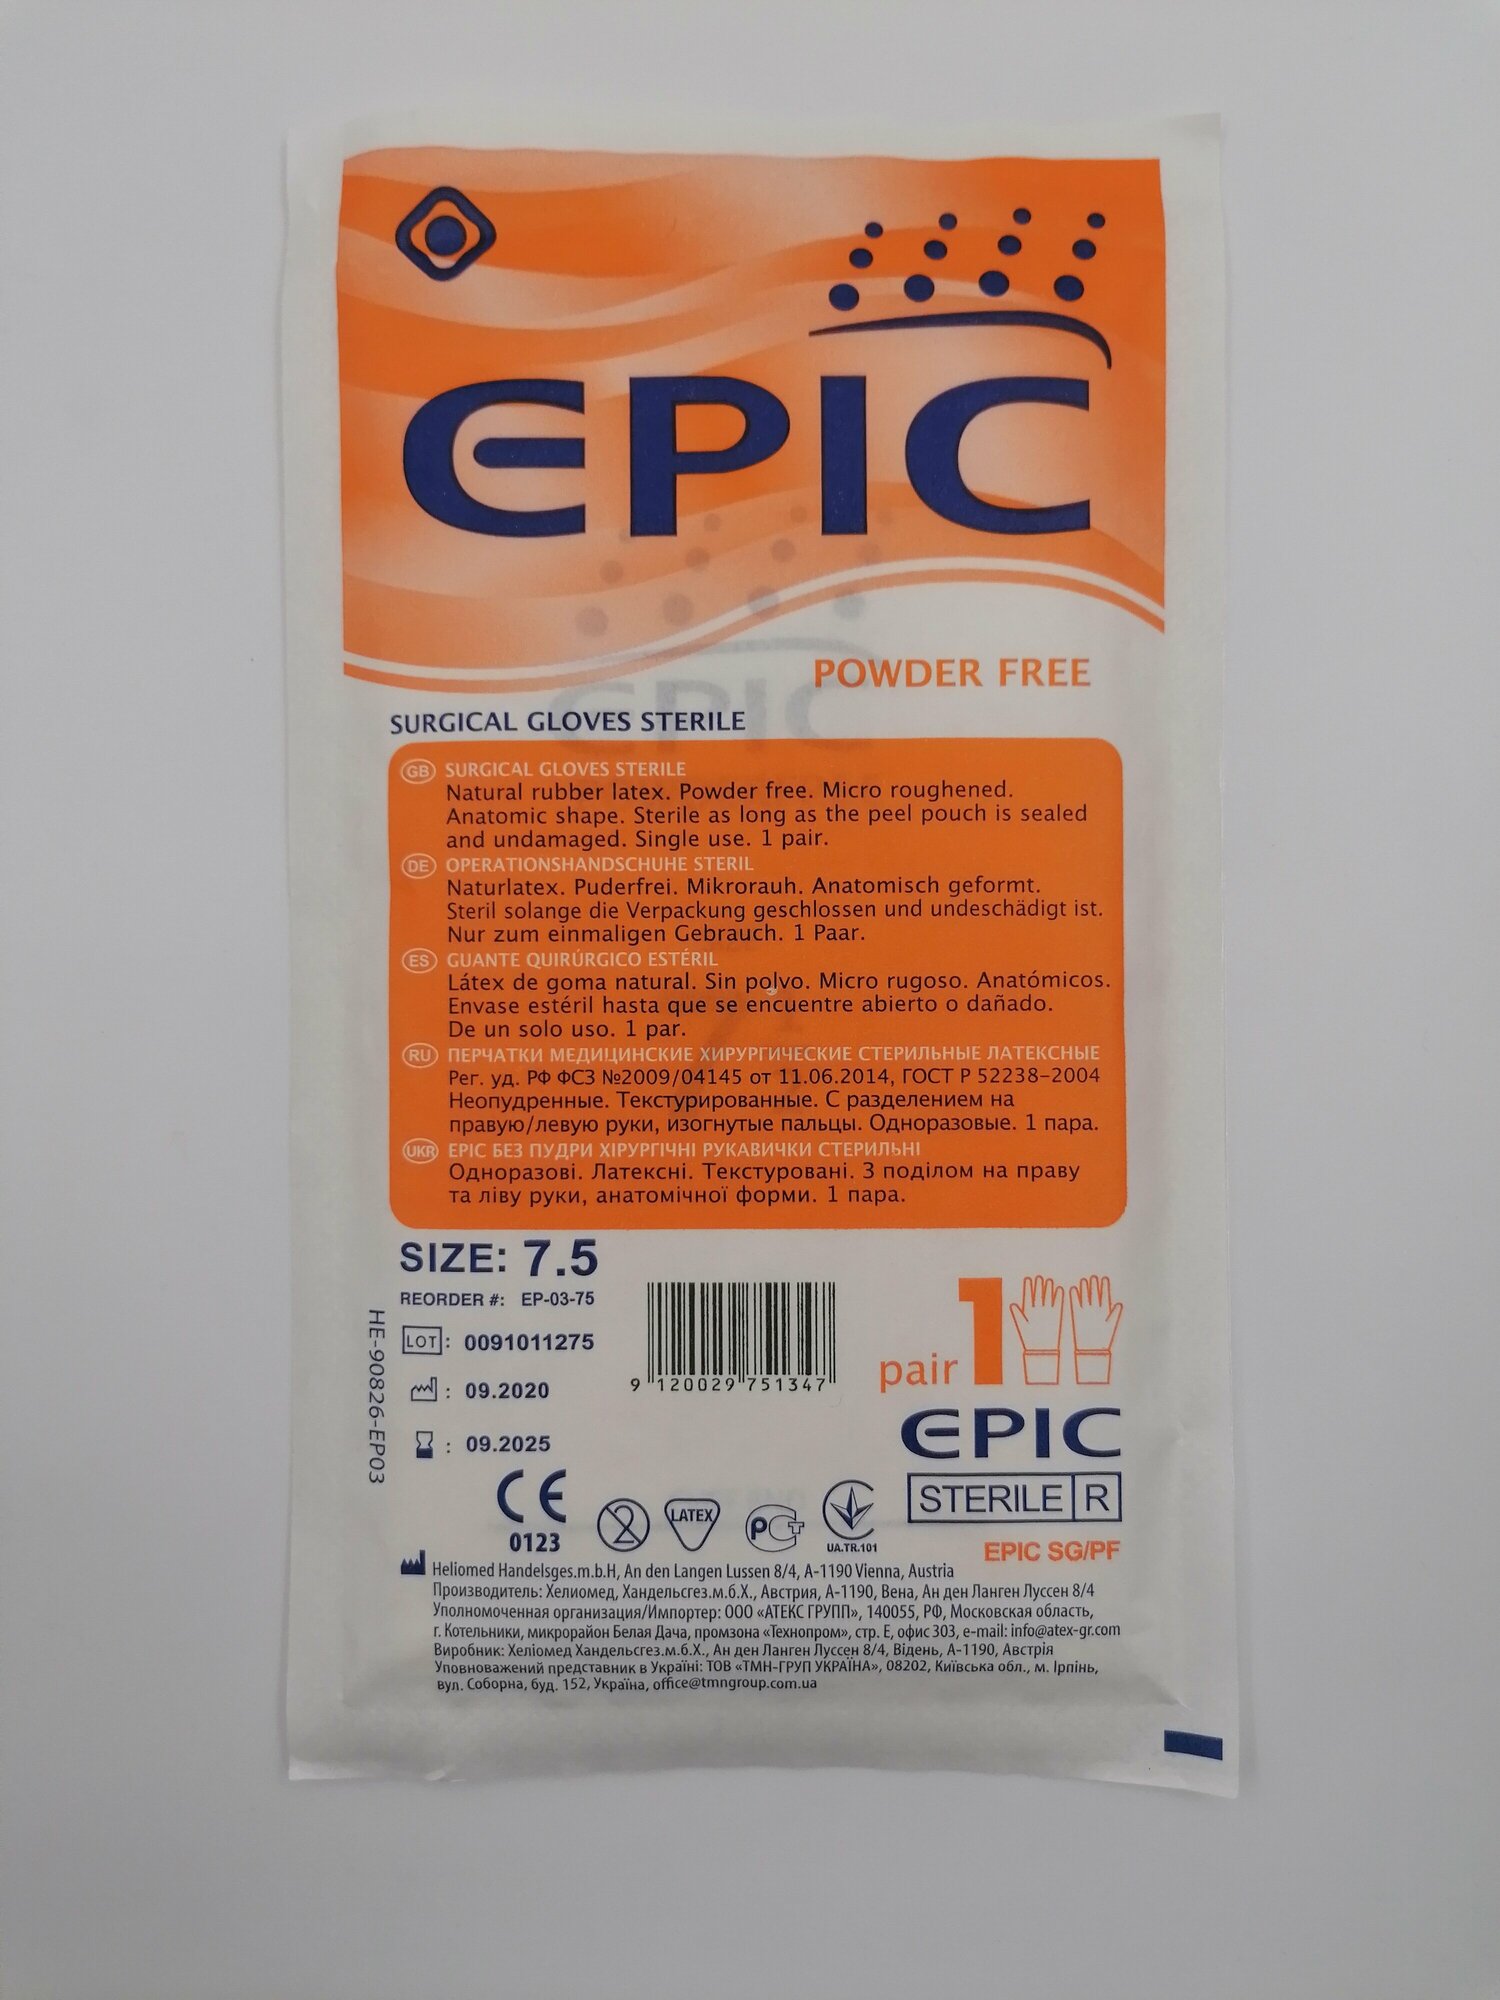 EPIC
POWDER FREE
SURGICAL GLOVES STERILE
GB SURGICAL GLOVES STERILE
Natural rubber latex. Powder free. Micro roughened.
Anatomic shape. Sterile as long as the peel pouch is sealed
and undamaged. Single use. 1 pair.
DE OPERATIONSHANDSCHUHE STERIL
Naturlatex. Puderfrei. Mikrorauh. Anatomisch geformt.
Steril solange die Verpackung geschlossen und undeschädigt ist.
Nur zum einmaligen Gebrauch. 1 Paar.
ES GUANTE QUIRÚRGICO ESTÉRIL
Látex de goma natural. Sin polvo. Micro rugoso. Anatómicos.
Envase estéril hasta que se encuentre abierto o dañado.
De un solo uso. 1 par.
RU ПЕРЧАТКИ МЕДИЦИНСКИЕ ХИРУРГИЧЕСКИЕ СТЕРИЛЬНЫЕ ЛАТЕКСНЫЕ
Рег. уд. РФ ФСЗ №2009/04145 от 11.06.2014, ГОСТ Р 52238-2004
Неопудренные. Текстурированные. С разделением на
правую/левую руки, изогнутые пальцы. Одноразовые. 1 пара.
UKR EPIC БЕЗ ПУДРИ ХІРУРГІЧНІ РУКАВИЧКИ СТЕРИЛЬНІ
Одноразові. Латексні. Текстуровані. З поділом на праву
та ліву руки, анатомічної форми. 1 пара.
SIZE: 7.5
REORDER #: EP-03-75
LOT: 0091011275
: 09.2020
: 09.2025
HE-90826-EP03
9 120029 751347
1 pair
EPIC
STERILE R
EPIC SG/PF
CE
0123
2
LATEX
РСТ
UA.TR.101
Heliomed Handelsges.m.b.H, An den Langen Lussen 8/4, A-1190 Vienna, Austria
Производитель: Хелиомед, Хандельсгез.м.б.Х., Австрия, А-1190, Вена, Ан ден Ланген Луссен 8/4
Уполномоченная организация/Импортер: ООО «АТЕКС ГРУПП», 140055, РФ, Московская область,
г. Котельники, микрорайон Белая Дача, промзона «Технопром», стр. Е, офис 303, e-mail: info@atex-gr.com
Виробник: Хеліомед Хандельсгез.м.б.Х., Ан ден Ланген Луссен 8/4, Відень, А-1190, Австрія
Уповноважений представник в Україні: ТОВ «ТМН-ГРУП УКРАЇНА», 08202, Київська обл., м. Ірпінь,
вул. Соборна, буд. 152, Україна, office@tmngroup.com.ua